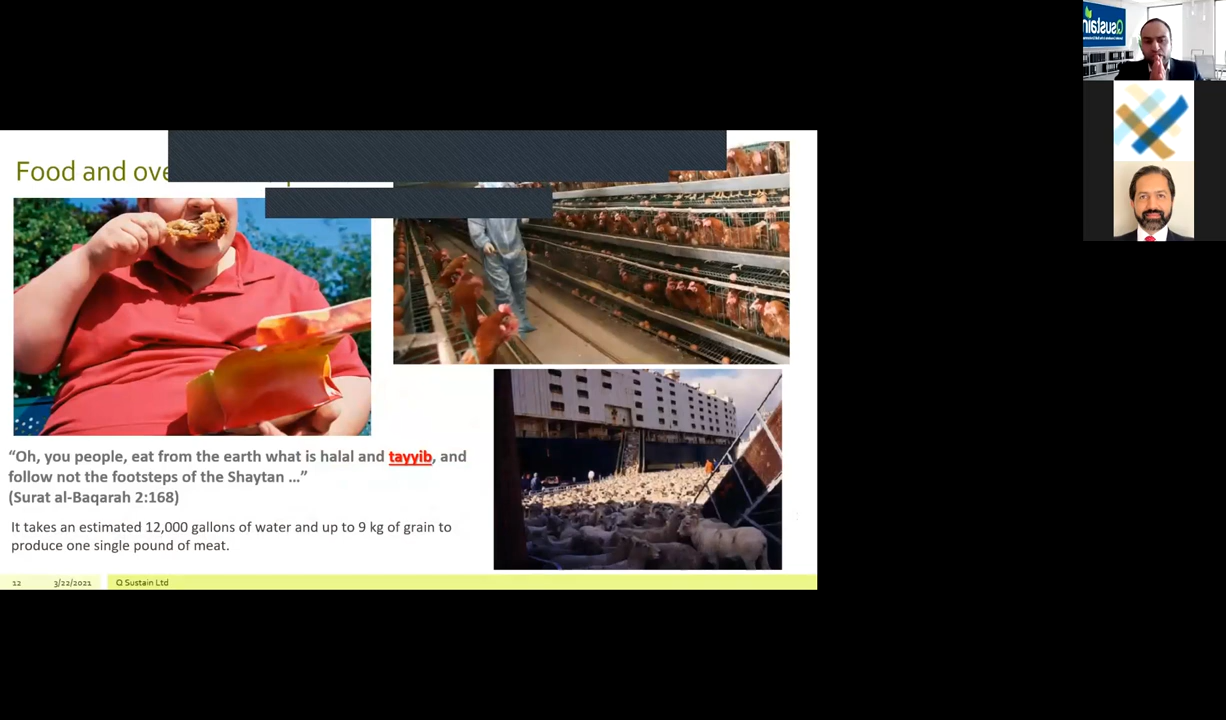 Food and
"Oh, you people, eat from the earth what is halal and tayyib, and
follow not the footsteps of the Shaytan ..."
(Surat al-Baqarah 2:168)
It takes an estimated 12,000 gallons of water and up to 9 kg of grain to
produce one single pound of meat.
12 3/22/2021 Q Sustain Ltd
Qsustain